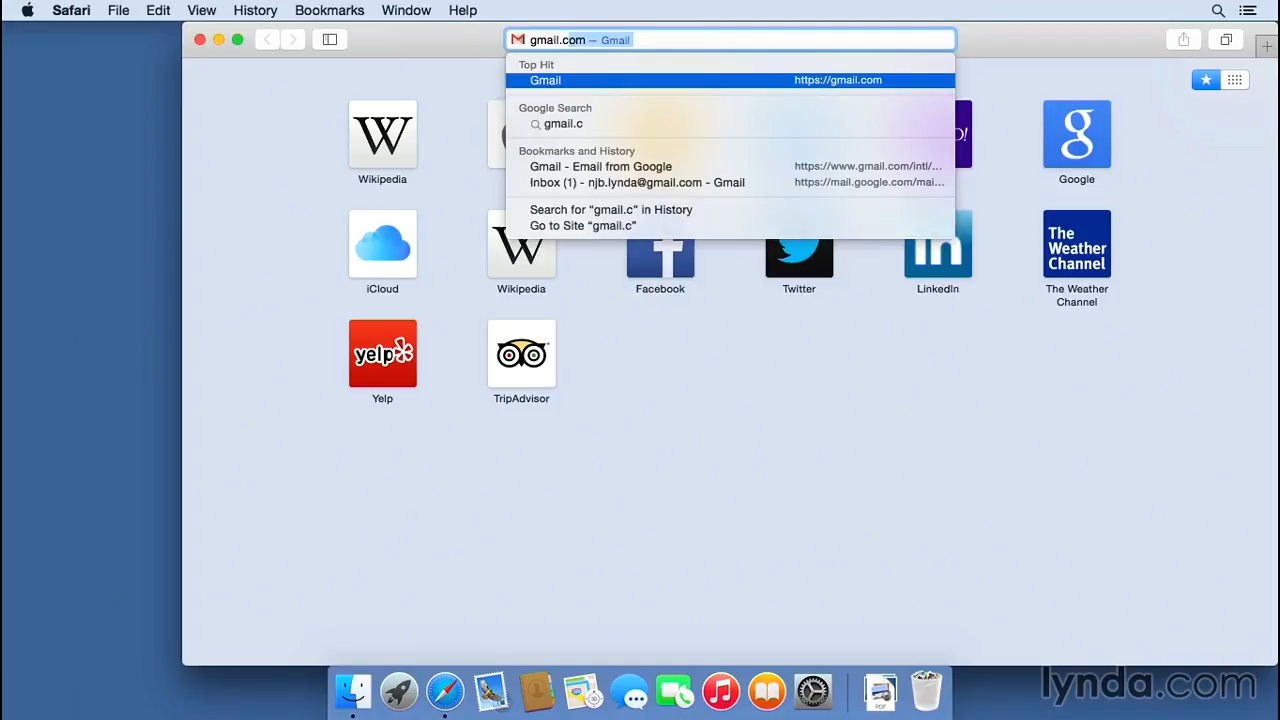 Safari File Edit View History Bookmarks Window Help
gmail.com — Gmail
Top Hit
Gmail https://gmail.com
Google Search
gmail.c
Bookmarks and History
Gmail - Email from Google https://www.gmail.com/intl/...
Inbox (1) - njb.lynda@gmail.com - Gmail https://mail.google.com/mai...
Search for “gmail.c” in History
Go to Site “gmail.c”
W
g
Wikipedia
Google
W
f
in
The
Weather
Channel
iCloud
Wikipedia
Facebook
Twitter
LinkedIn
The Weather
Channel
yelp
Yelp
TripAdvisor
30
PDF
lynda.com